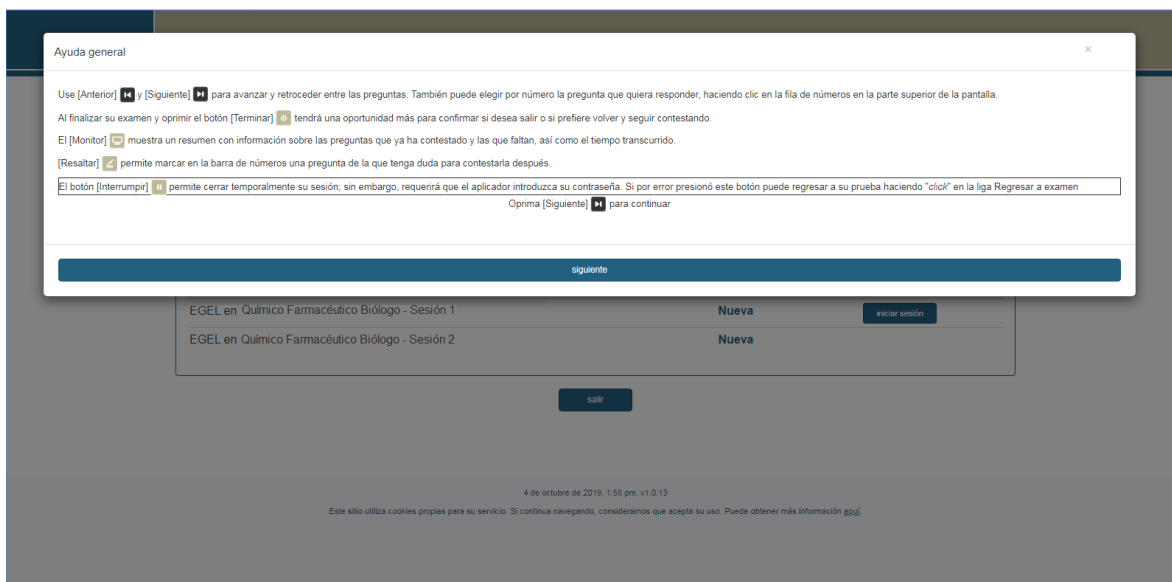 Ayuda general
×
Use [Anterior] y [Siguiente] para avanzar y retroceder entre las preguntas. También puede elegir por número la pregunta que quiera responder, haciendo clic en la fila de números en la parte superior de la pantalla.
Al finalizar su examen y oprimir el botón [Terminar] tendrá una oportunidad más para confirmar si desea salir o si prefiere volver y seguir contestando.
El [Monitor] muestra un resumen con información sobre las preguntas que ya ha contestado y las que faltan, así como el tiempo transcurrido.
[Resaltar] permite marcar en la barra de números una pregunta de la que tenga duda para contestarla después.
El botón [Interrumpir] permite cerrar temporalmente su sesión; sin embargo, requerirá que el aplicador introduzca su contraseña. Si por error presionó este botón puede regresar a su prueba haciendo "click" en la liga Regresar a examen
Oprima [Siguiente] para continuar
siguiente
EGEL en Químico Farmacéutico Biólogo - Sesión 1 Nueva iniciar sesión
EGEL en Químico Farmacéutico Biólogo - Sesión 2 Nueva
salir
4 de octubre de 2019, 1:58 pm. v1.0.13
Este sitio utiliza cookies propias para su servicio. Si continua navegando, consideramos que acepta su uso. Puede obtener más información aquí.